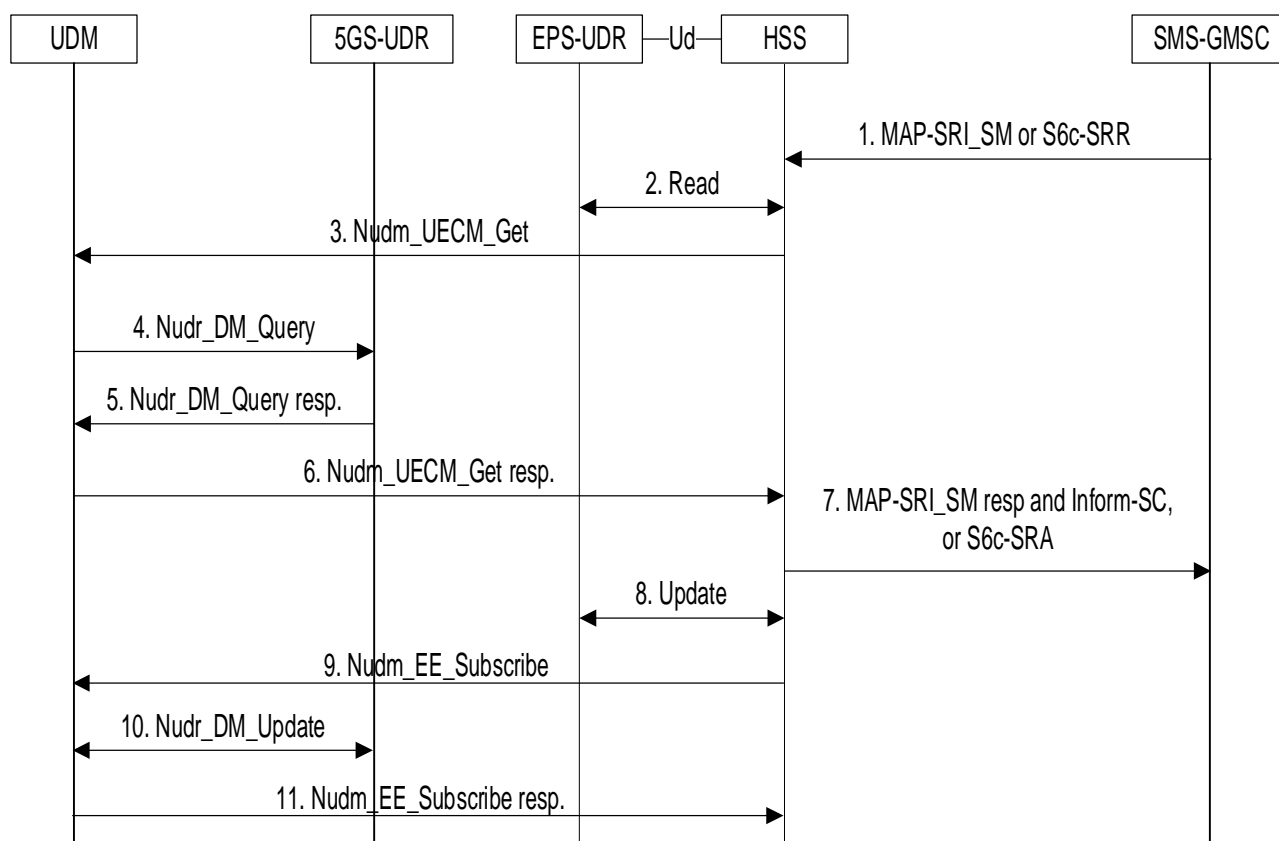 UDM
5GS-UDR
EPS-UDR
Ud
HSS
SMS-GMSC
1. MAP-SRI_SM or S6c-SRR
2. Read
3. Nudm_UECM_Get
4. Nudr_DM_Query
5. Nudr_DM_Query resp.
6. Nudm_UECM_Get resp.
7. MAP-SRI_SM resp and Inform-SC,
or S6c-SRA
8. Update
9. Nudm_EE_Subscribe
10. Nudr_DM_Update
11. Nudm_EE_Subscribe resp.